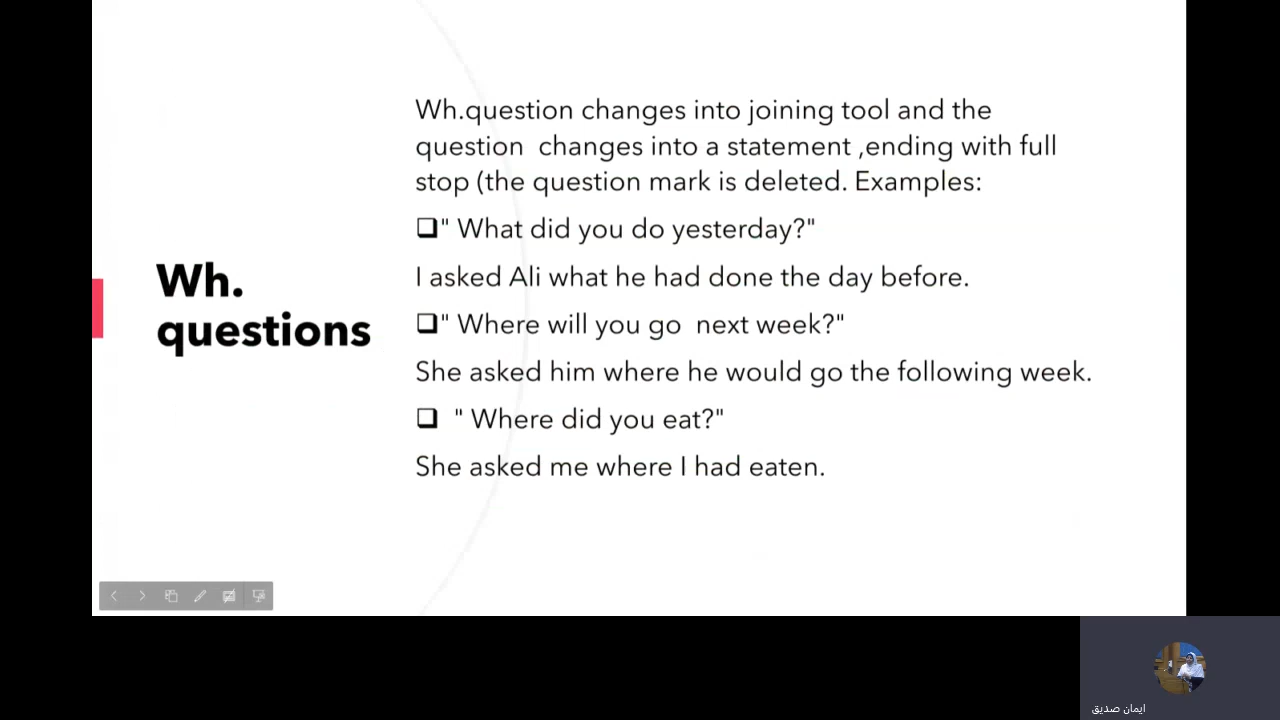 Wh.question changes into joining tool and the
question changes into a statement ,ending with full
stop (the question mark is deleted. Examples:
" What did you do yesterday?"
I asked Ali what he had done the day before.
" Where will you go next week?"
She asked him where he would go the following week.
" Where did you eat?"
She asked me where I had eaten.
Wh.
questions
ايمان صديق